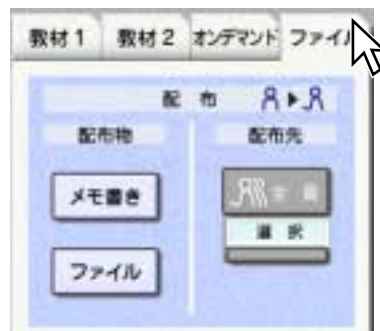 教材1 教材2 オンデマンド ファイル
配布
配布物 配布先
メモ書き 全員
ファイル 選択